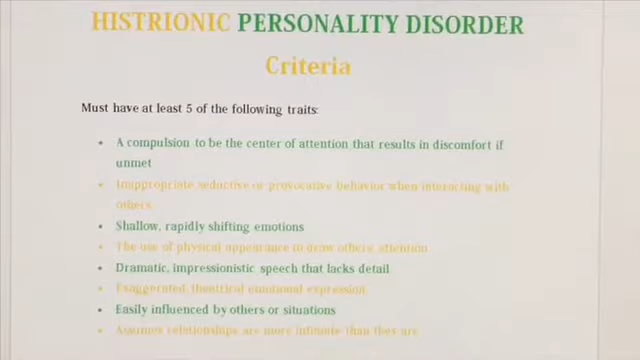 HISTRIONIC PERSONALITY DISORDER
Criteria
Must have at least 5 of the following traits:
• A compulsion to be the center of attention that results in discomfort if
unmet
• Inappropriate seductive or provocative behavior when interacting with
others
• Shallow, rapidly shifting emotions
• The use of physical appearance to draw others attention
• Dramatic, impressionistic speech that lacks detail
• Exaggerated theatrical emotional expression
• Easily influenced by others or situations
• Assumes relationships are more intimate than they are